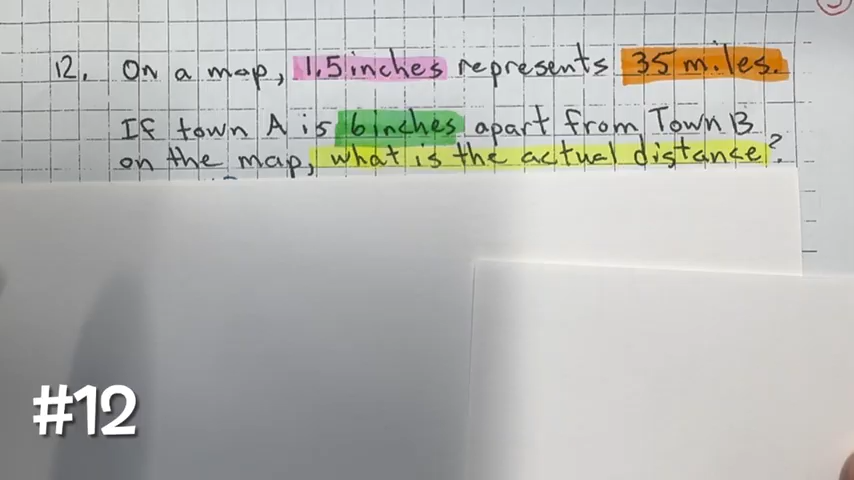 12. On a map, 1.5 inches represents 35 miles.
If town A is 6 inches apart from Town B
on the map, what is the actual distance?
#12